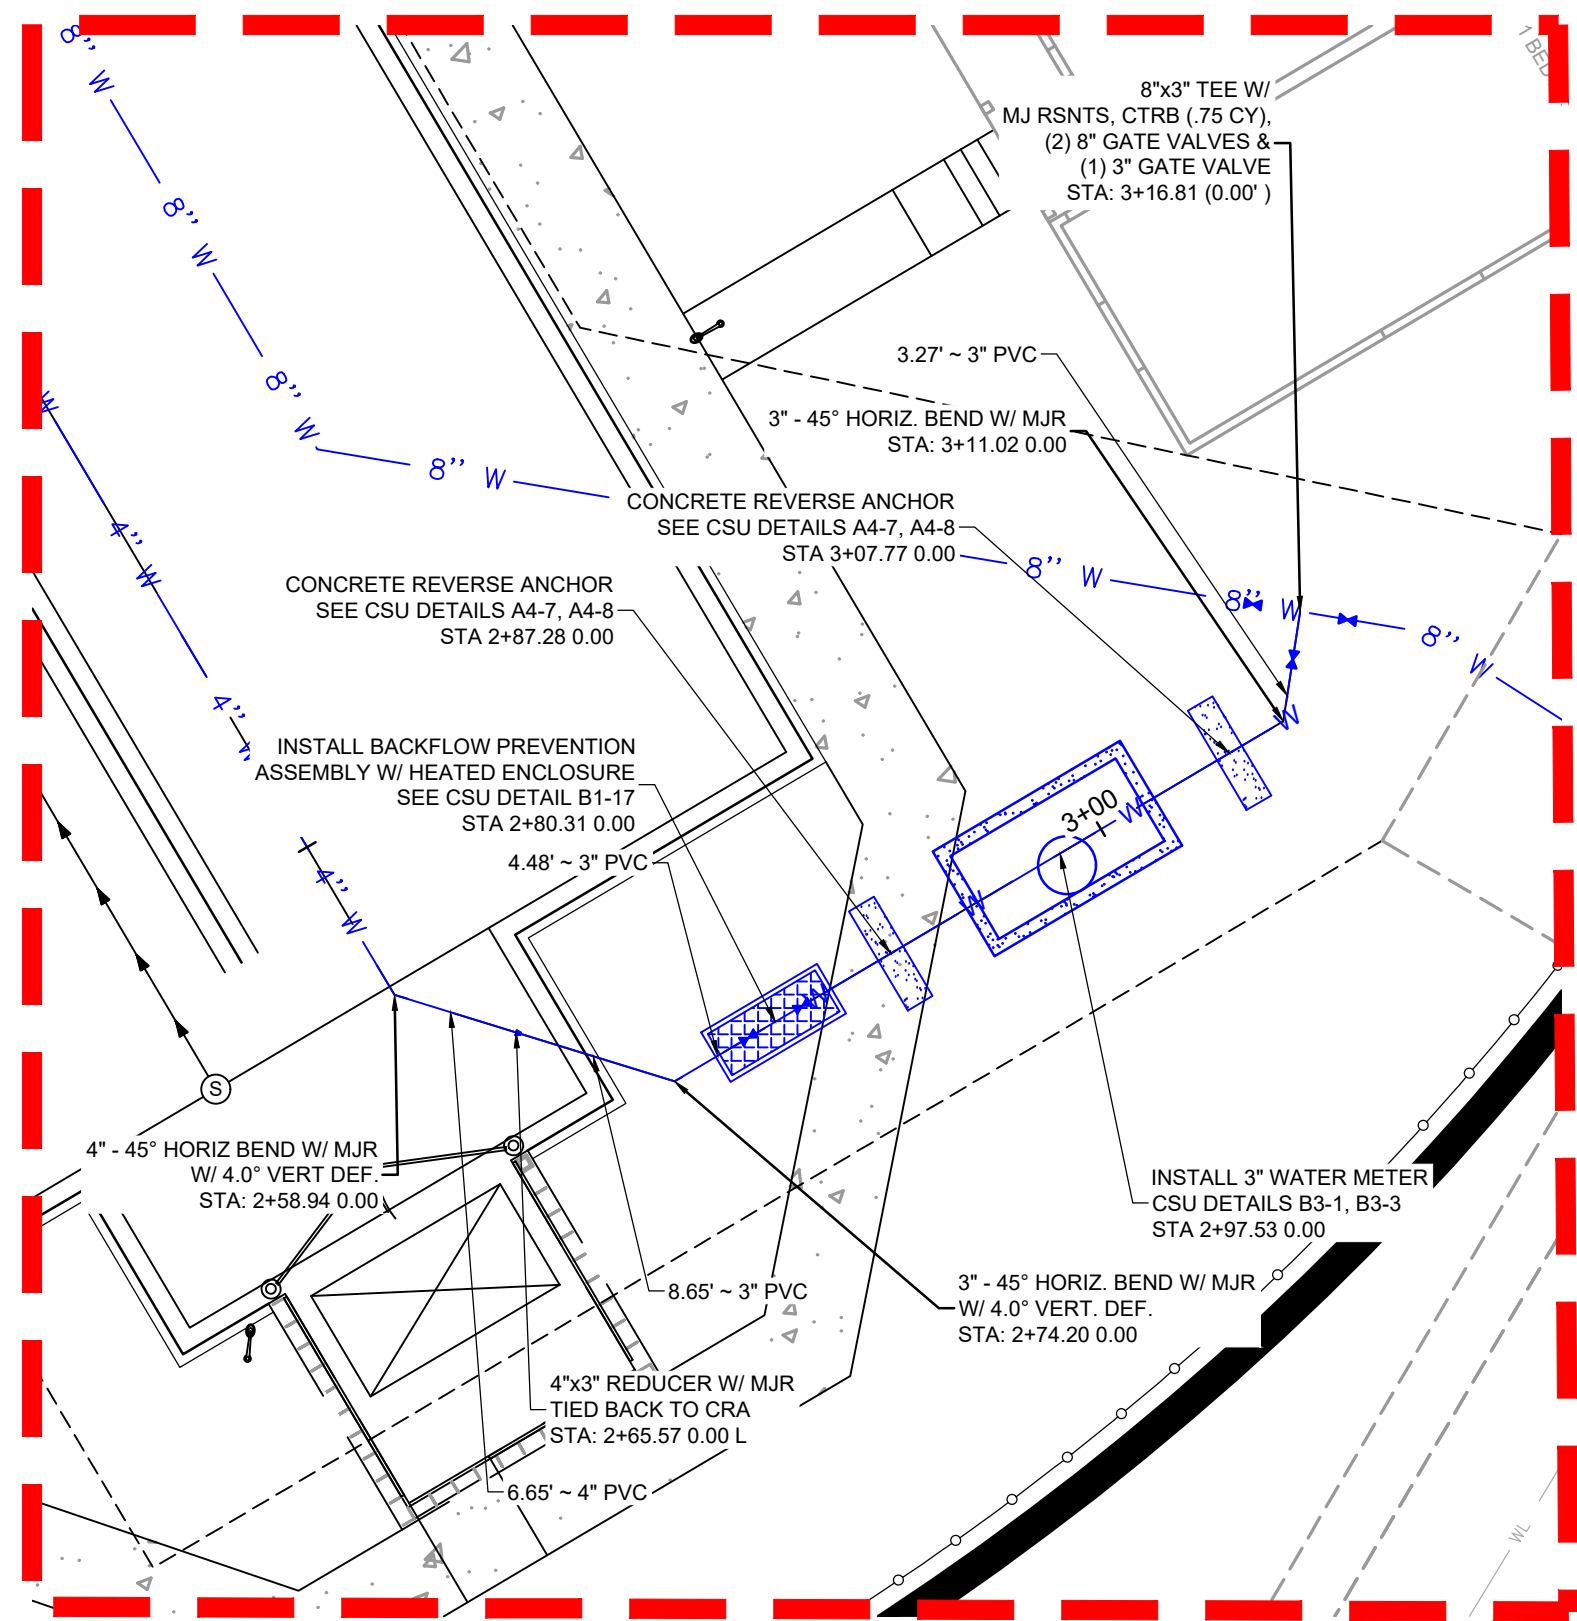 8'' W
1 BED
8"x3" TEE W/
MJ RSNTS, CTRB (.75 CY),
(2) 8" GATE VALVES &
(1) 3" GATE VALVE
STA: 3+16.81 (0.00' )
8'' W
3.27' ~ 3" PVC
8'' W
3" - 45° HORIZ. BEND W/ MJR
STA: 3+11.02 0.00
W
8'' W
CONCRETE REVERSE ANCHOR
SEE CSU DETAILS A4-7, A4-8
STA 3+07.77 0.00
4'' W
8'' W
8'' W
8'' W
CONCRETE REVERSE ANCHOR
SEE CSU DETAILS A4-7, A4-8
STA 2+87.28 0.00
4'' W
W
INSTALL BACKFLOW PREVENTION
ASSEMBLY W/ HEATED ENCLOSURE
SEE CSU DETAIL B1-17
STA 2+80.31 0.00
3+00
W
4.48' ~ 3" PVC
4'' W
W
W
S
4" - 45° HORIZ BEND W/ MJR
W/ 4.0° VERT DEF.
STA: 2+58.94 0.00
INSTALL 3" WATER METER
CSU DETAILS B3-1, B3-3
STA 2+97.53 0.00
8.65' ~ 3" PVC
3" - 45° HORIZ. BEND W/ MJR
W/ 4.0° VERT. DEF.
STA: 2+74.20 0.00
4"x3" REDUCER W/ MJR
TIED BACK TO CRA
STA: 2+65.57 0.00 L
6.65' ~ 4" PVC
WL